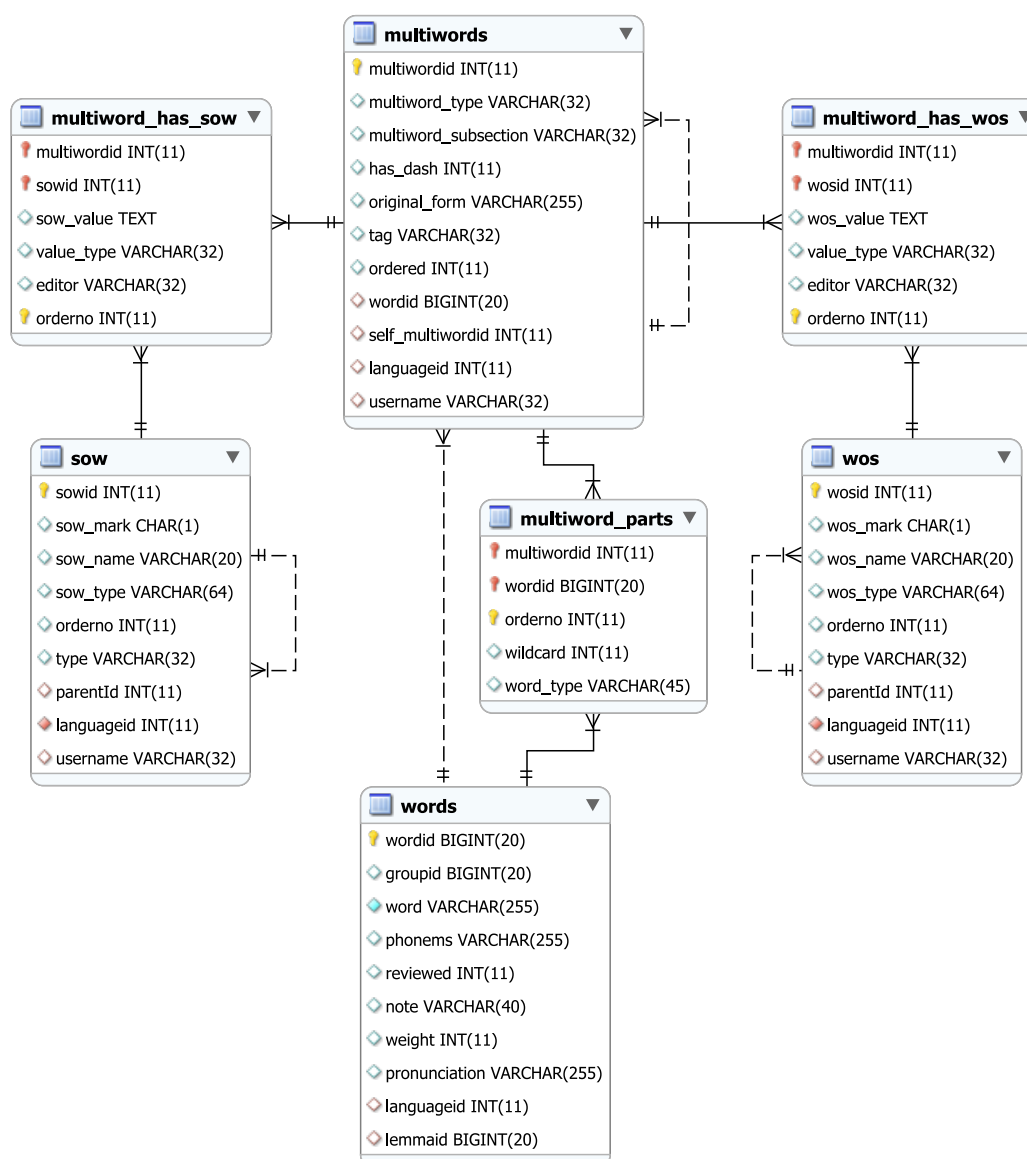 multiwords
multiwordid INT(11)
multiword_type VARCHAR(32)
multiword_subsection VARCHAR(32)
has_dash INT(11)
original_form VARCHAR(255)
tag VARCHAR(32)
ordered INT(11)
wordid BIGINT(20)
self_multiwordid INT(11)
languageid INT(11)
username VARCHAR(32)
multiword_has_sow
multiwordid INT(11)
sowid INT(11)
sow_value TEXT
value_type VARCHAR(32)
editor VARCHAR(32)
orderno INT(11)
multiword_has_wos
multiwordid INT(11)
wosid INT(11)
wos_value TEXT
value_type VARCHAR(32)
editor VARCHAR(32)
orderno INT(11)
sow
sowid INT(11)
sow_mark CHAR(1)
sow_name VARCHAR(20)
sow_type VARCHAR(64)
orderno INT(11)
type VARCHAR(32)
parentId INT(11)
languageid INT(11)
username VARCHAR(32)
multiword_parts
multiwordid INT(11)
wordid BIGINT(20)
orderno INT(11)
wildcard INT(11)
word_type VARCHAR(45)
wos
wosid INT(11)
wos_mark CHAR(1)
wos_name VARCHAR(20)
wos_type VARCHAR(64)
orderno INT(11)
type VARCHAR(32)
parentId INT(11)
languageid INT(11)
username VARCHAR(32)
words
wordid BIGINT(20)
groupid BIGINT(20)
word VARCHAR(255)
phonems VARCHAR(255)
reviewed INT(11)
note VARCHAR(40)
weight INT(11)
pronunciation VARCHAR(255)
languageid INT(11)
lemmaid BIGINT(20)